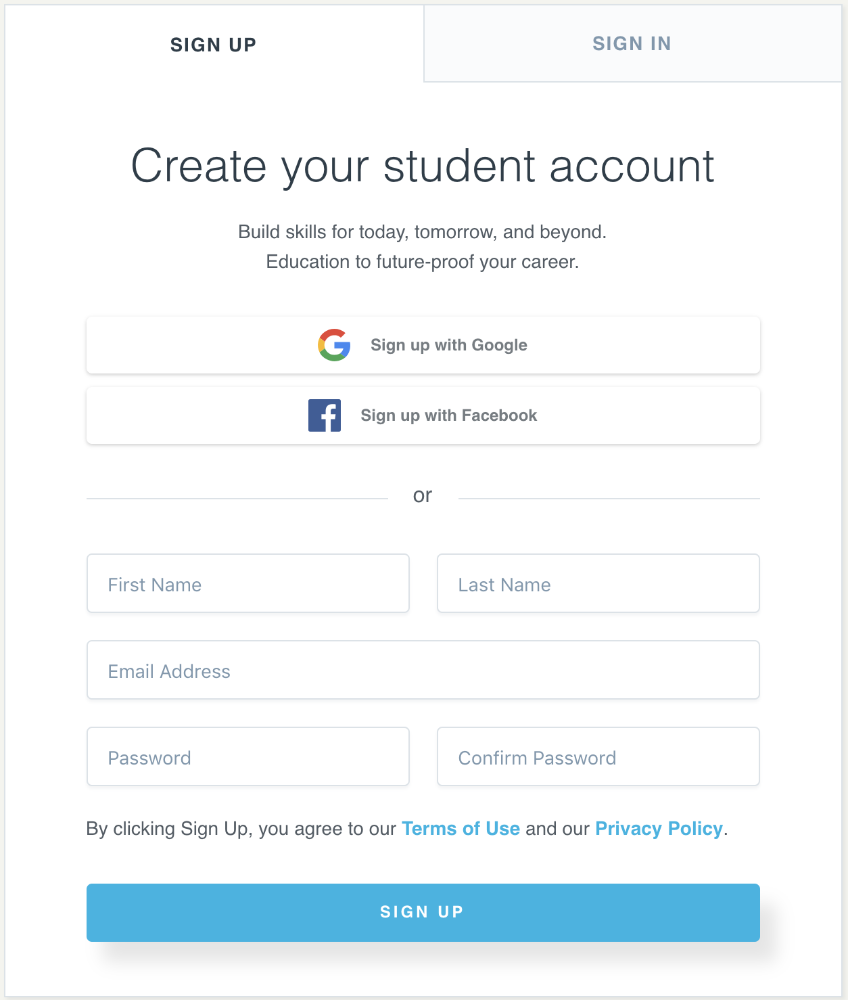 SIGN UP
SIGN IN
Create your student account
Build skills for today, tomorrow, and beyond.
Education to future-proof your career.
Sign up with Google
Sign up with Facebook
or
First Name
Last Name
Email Address
Password
Confirm Password
By clicking Sign Up, you agree to our Terms of Use and our Privacy Policy.
SIGN UP